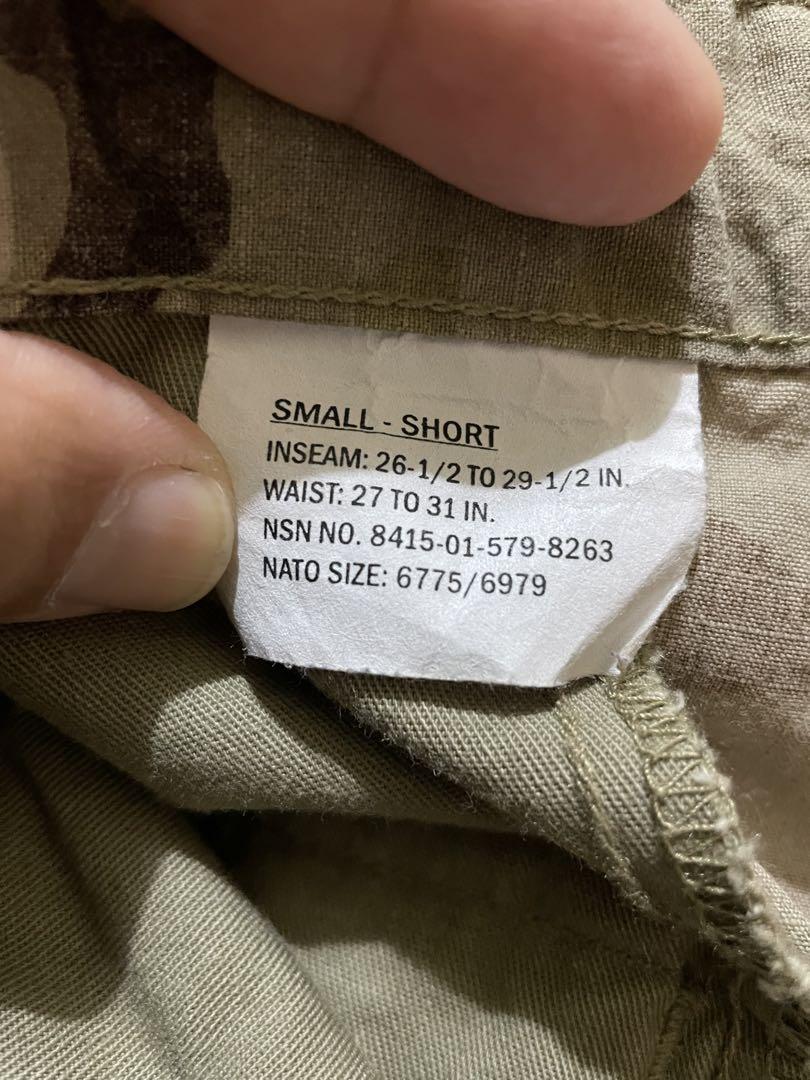 SMALL - SHORT
INSEAM: 26-1/2 TO 29-1/2 IN.
WAIST: 27 TO 31 IN.
NSN NO. 8415-01-579-8263
NATO SIZE: 6775/6979